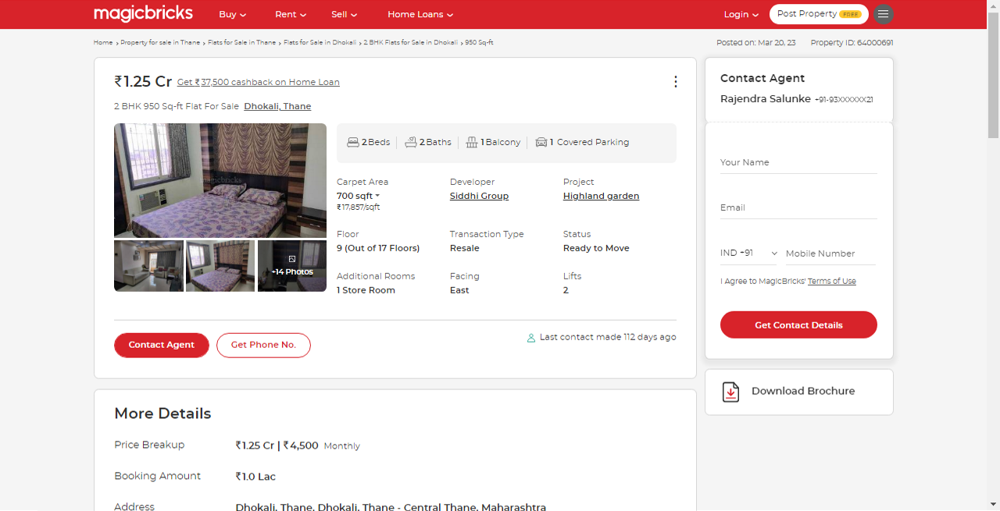 magicbricks Buy Rent Sell Home Loans Login Post Property FREE
Home > Property for sale in Thane > Flats for Sale in Thane > Flats for Sale in Dhokali > 2 BHK Flats for Sale in Dhokali > 950 Sq-ft
Posted on: Mar 20, 23 Property ID: 64000691
₹1.25 Cr Get ₹37,500 cashback on Home Loan
2 BHK 950 Sq-ft Flat For Sale Dhokali, Thane
magicbricks
+14 Photos
2 Beds 2 Baths 1 Balcony 1 Covered Parking
Carpet Area Developer Project
700 sqft Siddhi Group Highland garden
₹17,857/sqft
Floor Transaction Type Status
9 (Out of 17 Floors) Resale Ready to Move
Additional Rooms Facing Lifts
1 Store Room East 2
Contact Agent Get Phone No. Last contact made 112 days ago
Contact Agent
Rajendra Salunke +91-93XXXXXX21
Your Name
Email
IND +91 Mobile Number
I Agree to MagicBricks' Terms of Use
Get Contact Details
Download Brochure
More Details
Price Breakup ₹1.25 Cr | ₹4,500 Monthly
Booking Amount ₹1.0 Lac
Address Dhokali, Thane, Dhokali, Thane - Central Thane, Maharashtra